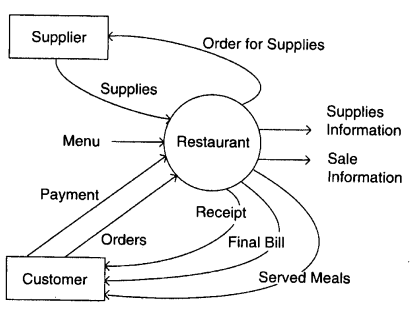 Supplier
Order for Supplies
Supplies
Supplies
Information
Menu
Restaurant
Sale
Information
Payment
Receipt
Orders
Final Bill
Customer
Served Meals